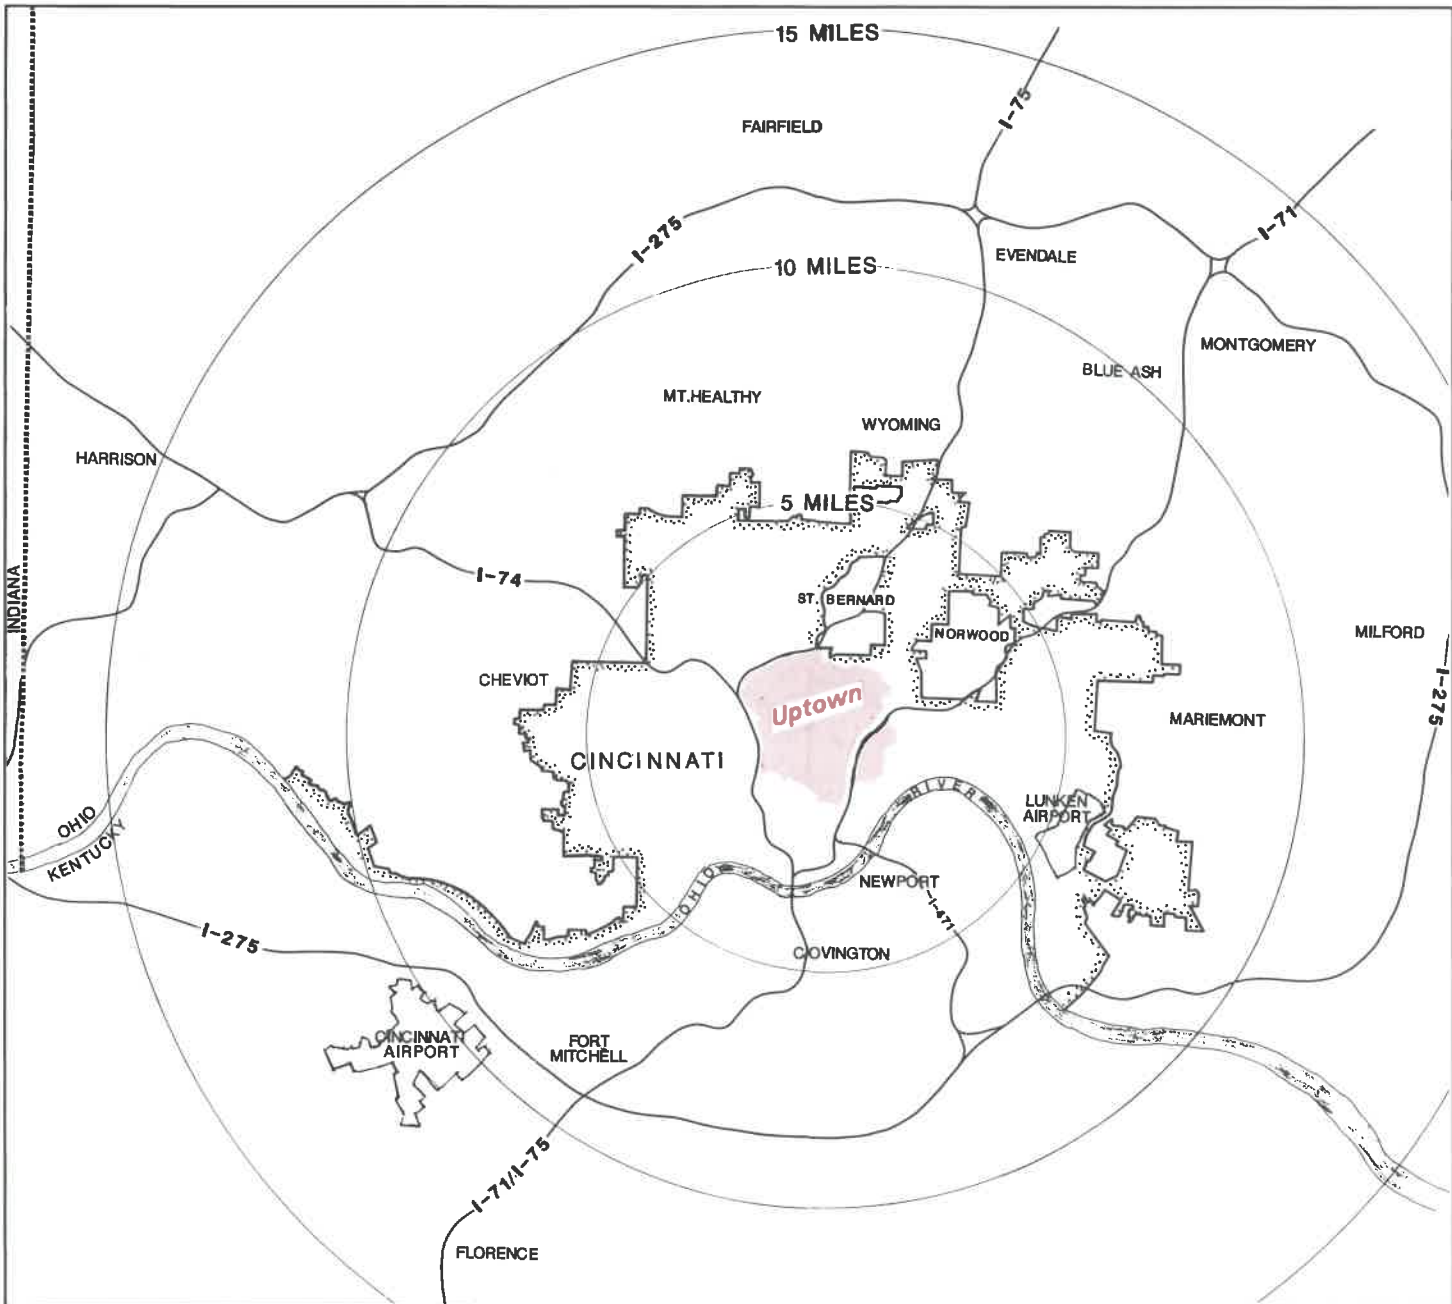 15 MILES
I-75
FAIRFIELD
I-71
I-275
EVENDALE
10 MILES
MONTGOMERY
BLUE ASH
MT.HEALTHY
WYOMING
HARRISON
5 MILES
I-74
INDIANA
ST. BERNARD
NORWOOD
MILFORD
CHEVIOT
I-275
Uptown
MARIEMONT
CINCINNATI
RIVER
LUNKEN
AIRPORT
OHIO
KENTUCKY
OHIO
NEWPORT
I-471
I-275
COVINGTON
CINCINNATI
AIRPORT
FORT
MITCHELL
I-71/I-75
FLORENCE